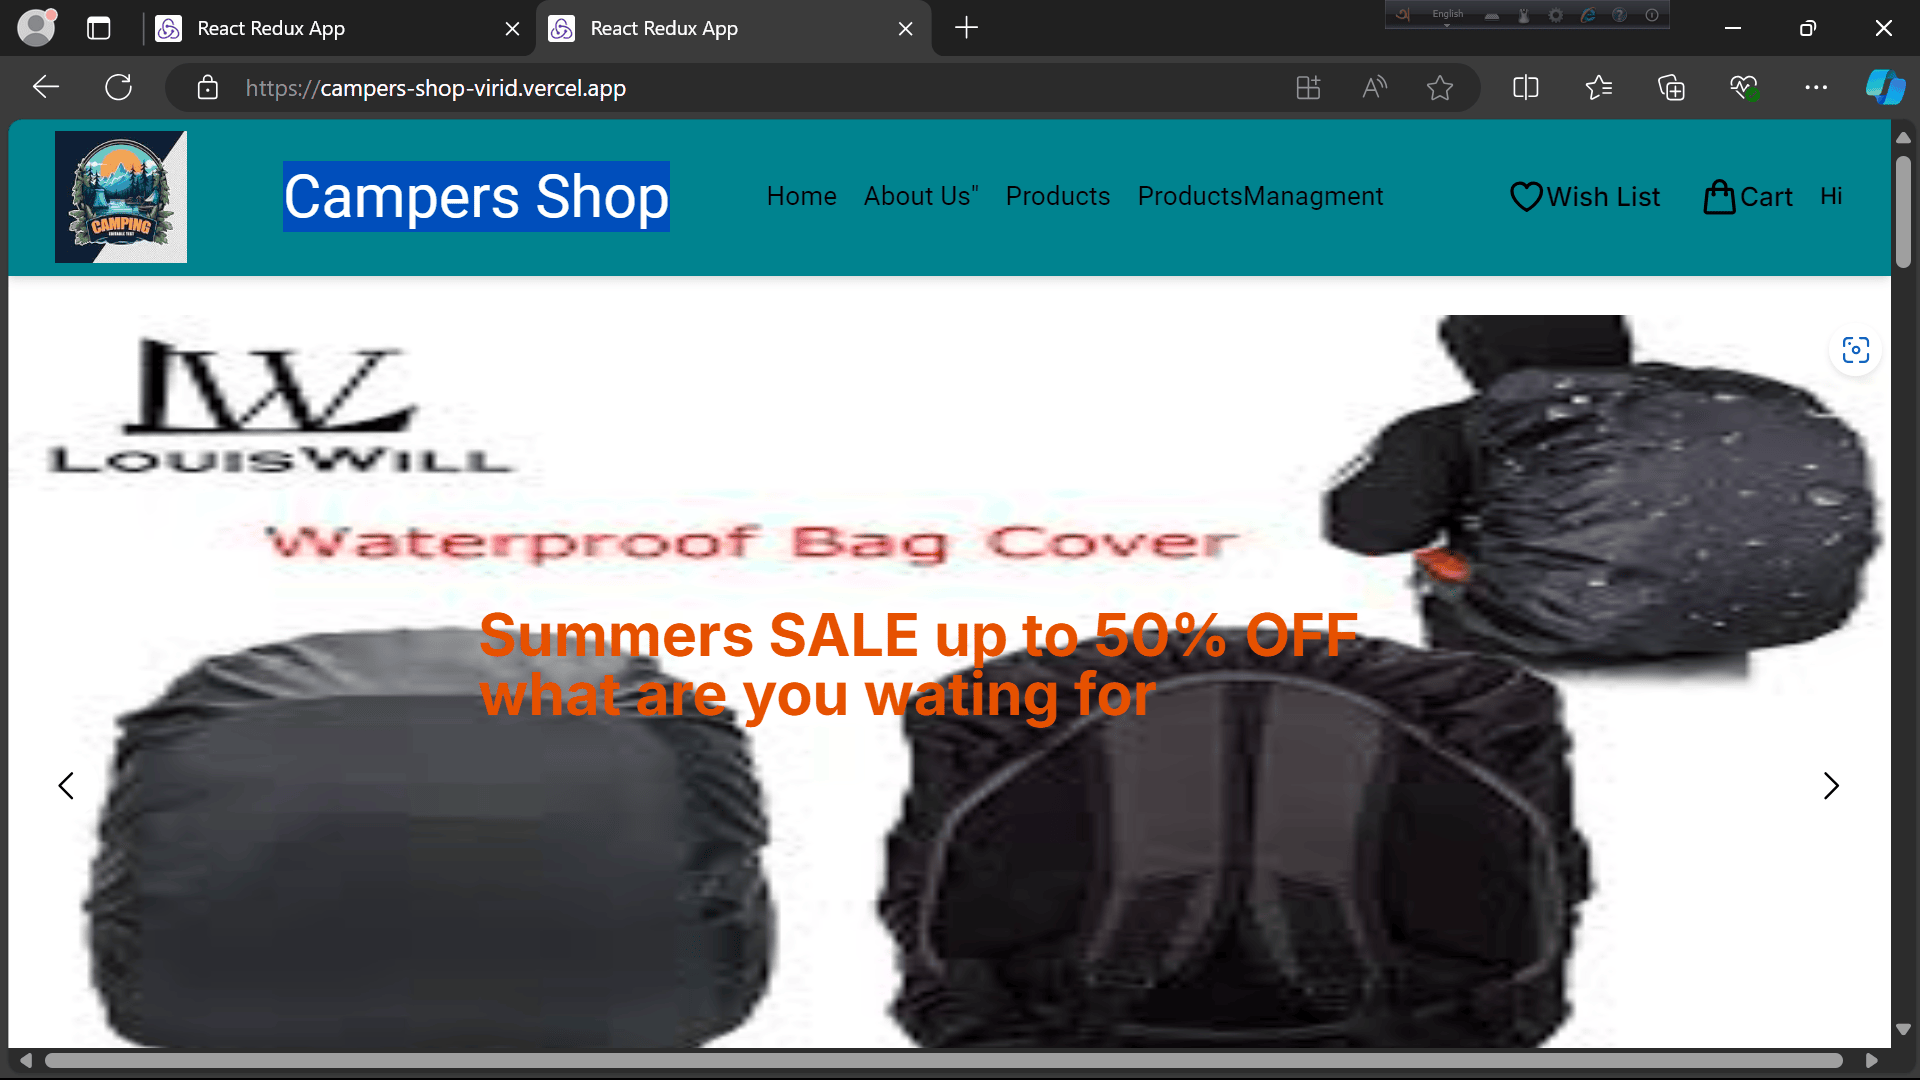 React Redux App
React Redux App
English
https://campers-shop-virid.vercel.app
CAMPING
Campers Shop
Home
About Us"
Products
ProductsManagment
Wish List
Cart
Hi
LW
LOUISWILL
Waterproof Bag Cover
Summers SALE up to 50% OFF
what are you wating for